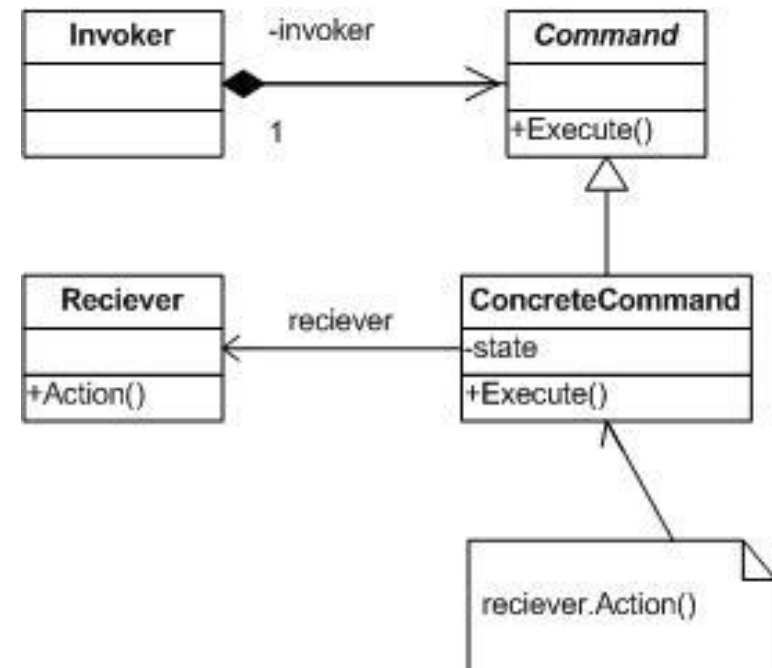 Invoker
-invoker
Command
1
+Execute()
Reciever
reciever
ConcreteCommand
-state
+Action()
+Execute()
reciever.Action()